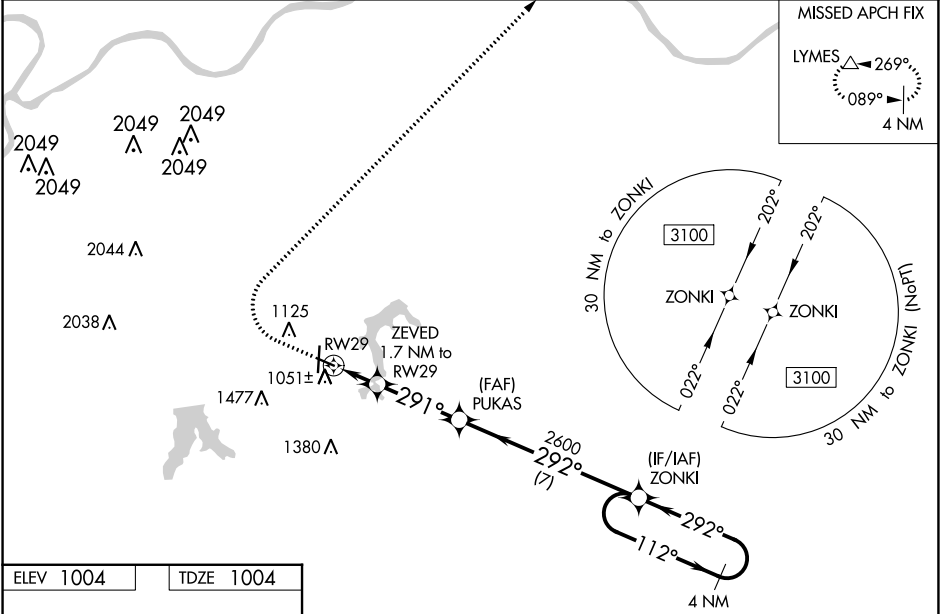 MISSED APCH FIX
LYMES
269°
089°
4 NM
2049
2049
2049
2049
2049
2044
2038
1125
RW29
1051±
1477
1380
ZEVED
1.7 NM to
RW29
291°
(FAF)
PUKAS
2600
292°
(7)
(IF/IAF)
ZONKI
292°
112°
4 NM
30 NM to ZONKI
3100
202°
ZONKI
022°
202°
ZONKI
022°
3100
30 NM to ZONKI (NoPT)
ELEV 1004
TDZE 1004